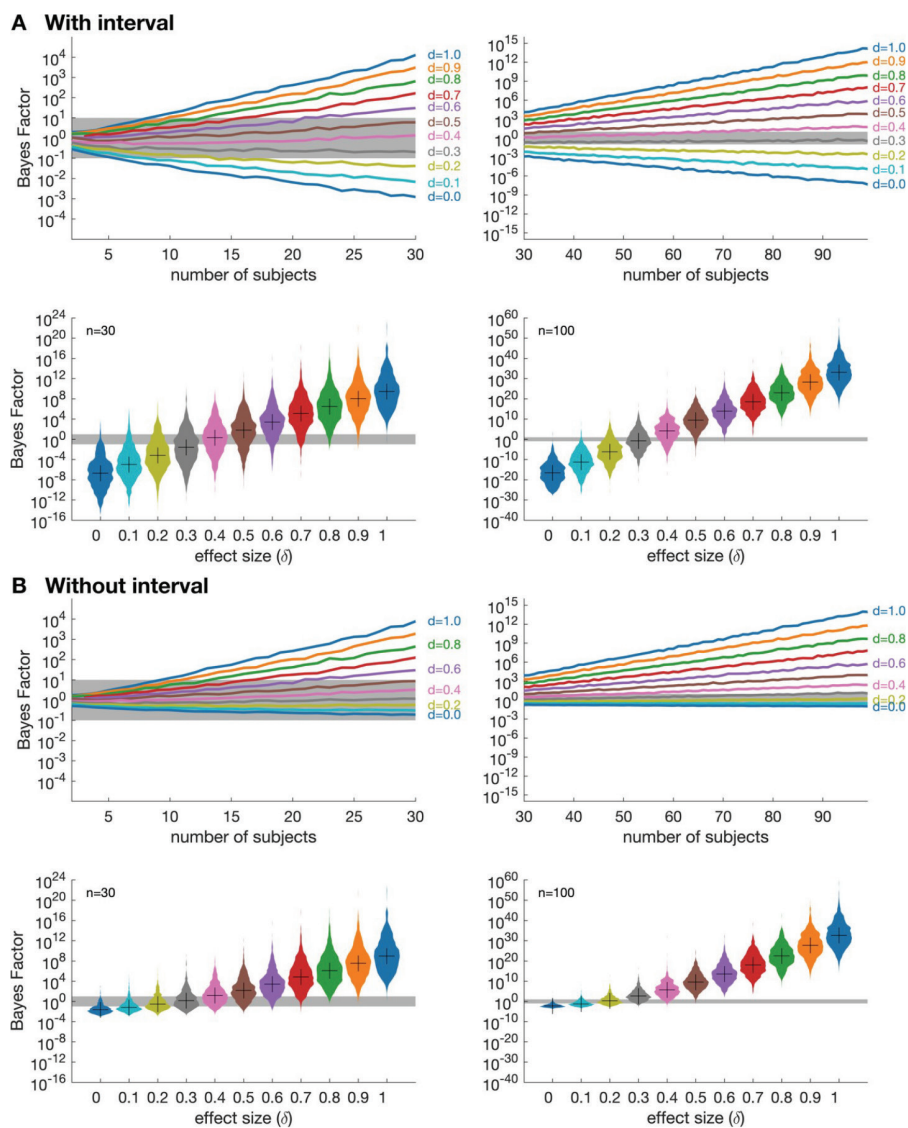 A With interval
Bayes Factor
10^4
10^3
10^2
10^1
10^0
10^-1
10^-2
10^-3
10^-4
d=1.0
d=0.9
d=0.8
d=0.7
d=0.6
d=0.5
d=0.4
d=0.3
d=0.2
d=0.1
d=0.0
5 10 15 20 25 30
number of subjects
10^15
10^12
10^9
10^6
10^3
10^0
10^-3
10^-6
10^-9
10^-12
10^-15
d=1.0
d=0.9
d=0.8
d=0.7
d=0.6
d=0.5
d=0.4
d=0.3
d=0.2
d=0.1
d=0.0
30 40 50 60 70 80 90
number of subjects
Bayes Factor
10^24
10^20
10^16
10^12
10^8
10^4
10^0
10^-4
10^-8
10^-12
10^-16
n=30
0 0.1 0.2 0.3 0.4 0.5 0.6 0.7 0.8 0.9 1
effect size (δ)
10^60
10^50
10^40
10^30
10^20
10^10
10^0
10^-10
10^-20
10^-30
10^-40
n=100
0 0.1 0.2 0.3 0.4 0.5 0.6 0.7 0.8 0.9 1
effect size (δ)
B Without interval
Bayes Factor
10^4
10^3
10^2
10^1
10^0
10^-1
10^-2
10^-3
10^-4
d=1.0
d=0.8
d=0.6
d=0.4
d=0.2
d=0.0
5 10 15 20 25 30
number of subjects
10^15
10^12
10^9
10^6
10^3
10^0
10^-3
10^-6
10^-9
10^-12
10^-15
d=1.0
d=0.8
d=0.6
d=0.4
d=0.2
d=0.0
30 40 50 60 70 80 90
number of subjects
Bayes Factor
10^24
10^20
10^16
10^12
10^8
10^4
10^0
10^-4
10^-8
10^-12
10^-16
n=30
0 0.1 0.2 0.3 0.4 0.5 0.6 0.7 0.8 0.9 1
effect size (δ)
10^60
10^50
10^40
10^30
10^20
10^10
10^0
10^-10
10^-20
10^-30
10^-40
n=100
0 0.1 0.2 0.3 0.4 0.5 0.6 0.7 0.8 0.9 1
effect size (δ)